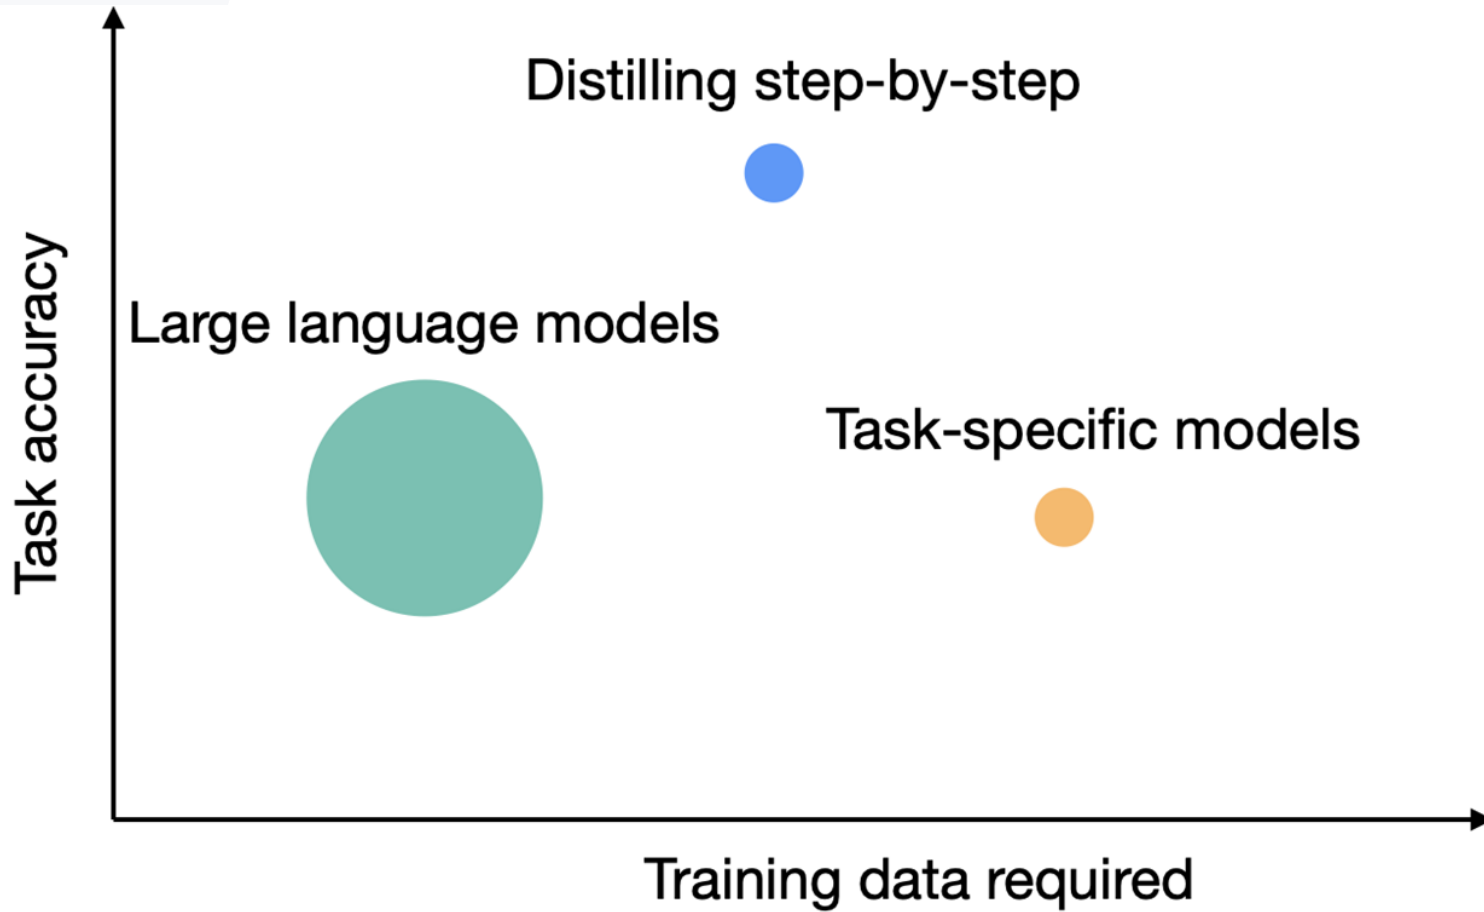 Distilling step-by-step
Large language models
Task-specific models
Task accuracy
Training data required